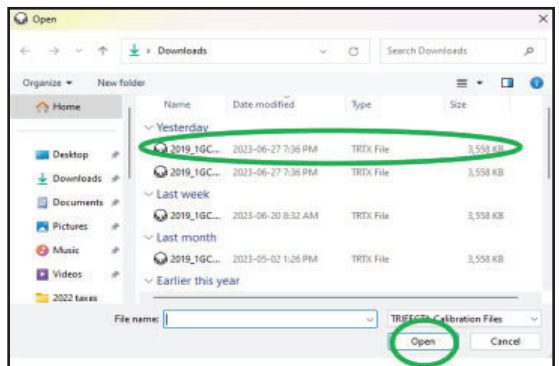 Open
Downloads
Search Downloads
Organize New folder
Home
Desktop
Downloads
Documents
Pictures
Music
Videos
2022 taxes
Name Date modified Type Size
Yesterday
2019_1GC... 2023-06-27 7:36 PM TRTX File 3,558 KB
2019_1GC... 2023-06-27 7:36 PM TRTX File 3,558 KB
Last week
2019_1GC... 2023-06-20 8:32 AM TRTX File 3,558 KB
Last month
2019_1GC... 2023-05-02 1:26 PM TRTX File 3,558 KB
Earlier this year
File name: TRIFECTA Calibration Files
Open Cancel